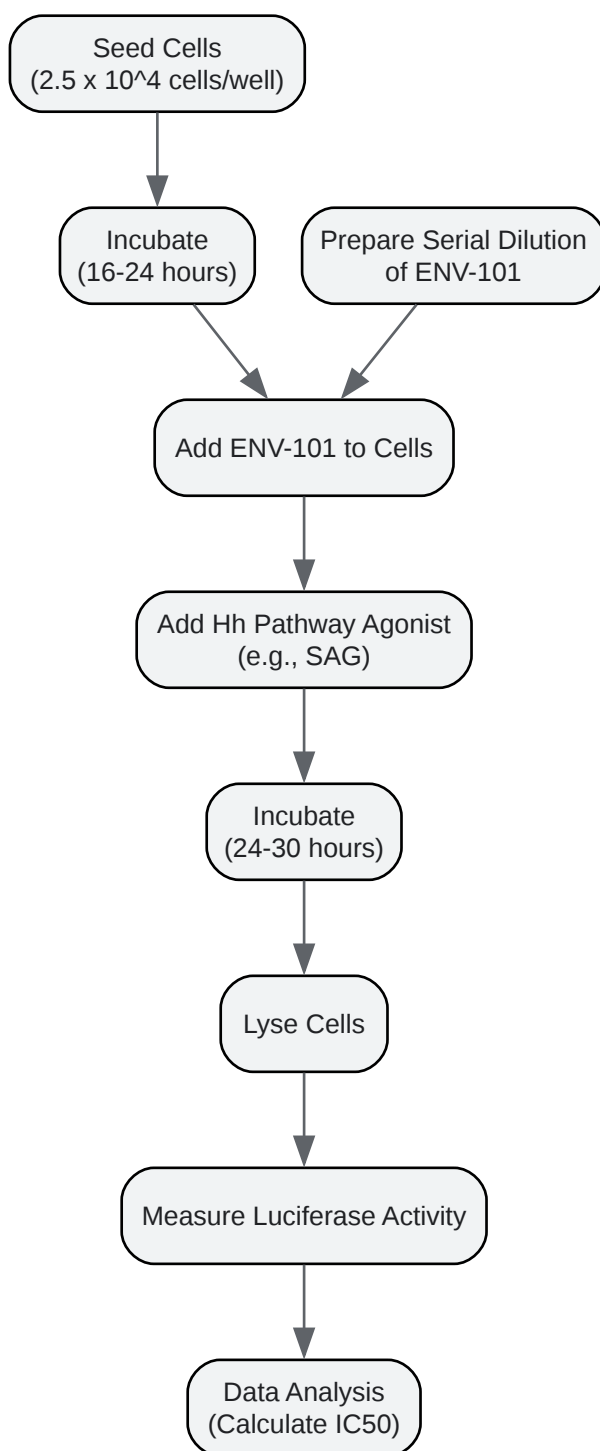 Seed Cells
(2.5 x 10^4 cells/well)
Incubate
(16-24 hours)
Prepare Serial Dilution
of ENV-101
Add ENV-101 to Cells
Add Hh Pathway Agonist
(e.g., SAG)
Incubate
(24-30 hours)
Lyse Cells
Measure Luciferase Activity
Data Analysis
(Calculate IC50)